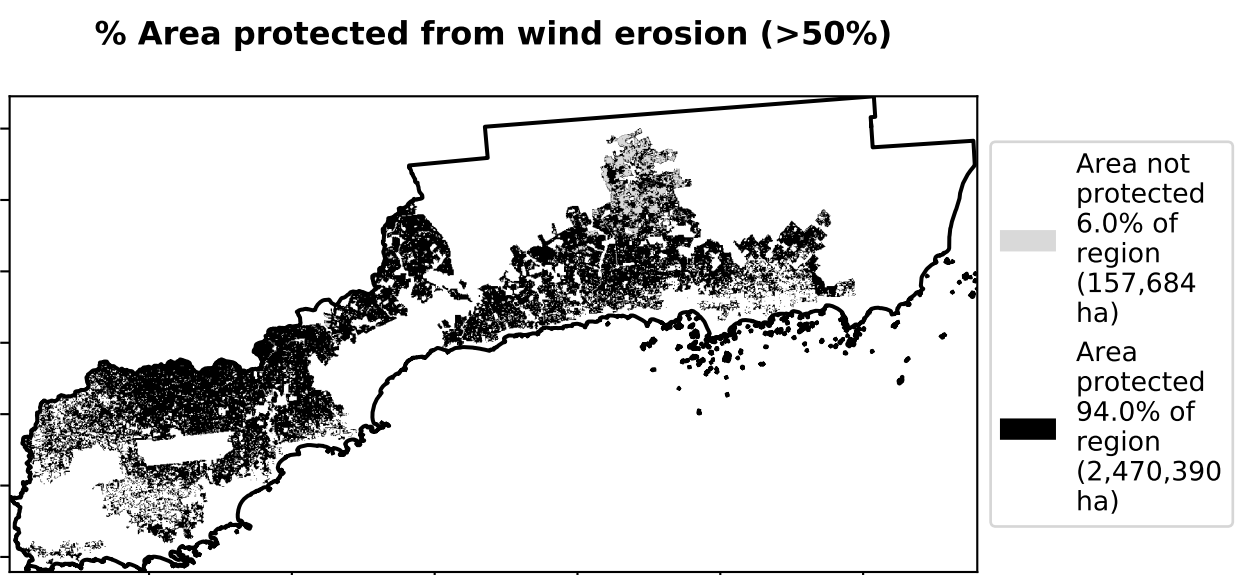 % Area protected from wind erosion (>50%)
Area not
protected
6.0% of
region
(157,684
ha)
Area
protected
94.0% of
region
(2,470,390
ha)